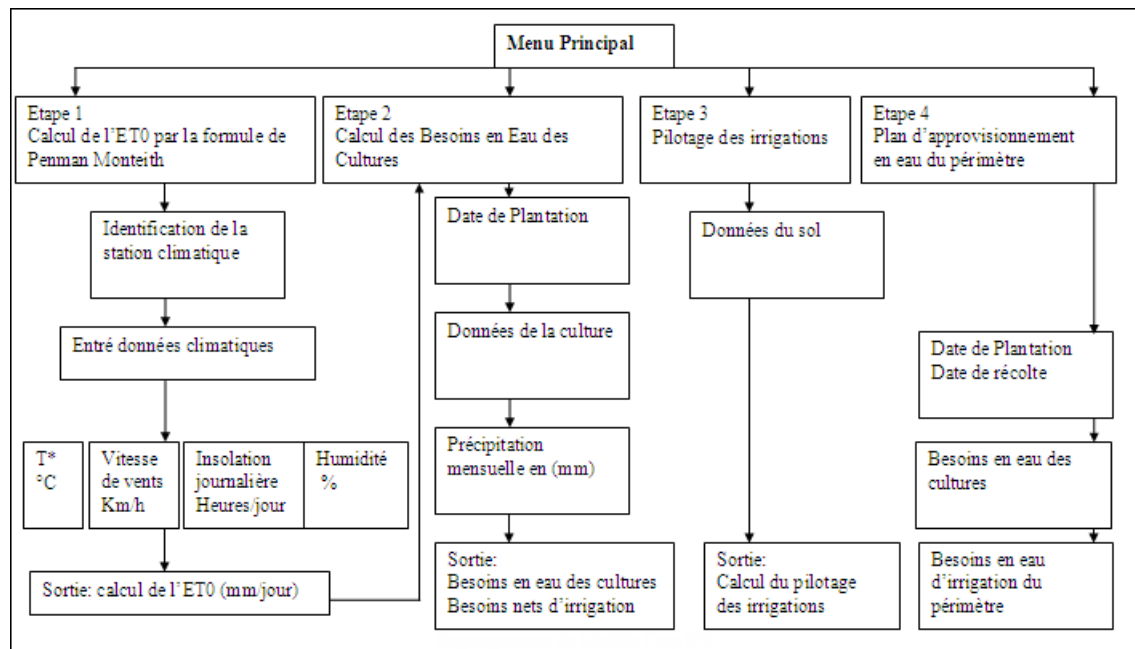 Menu Principal
Etape 1
Calcul de l'ET0 par la formule de
Penman Monteith
Etape 2
Calcul des Besoins en Eau des
Cultures
Etape 3
Pilotage des irrigations
Etape 4
Plan d'approvisionnement
en eau du périmètre
Identification de la
station climatique
Date de Plantation
Données du sol
Entré données climatiques
Données de la culture
Date de Plantation
Date de récolte
T*
°C
Vitesse
de vents
Km/h
Insolation
journalière
Heures/jour
Humidité
%
Précipitation
mensuelle en (mm)
Besoins en eau des
cultures
Sortie: calcul de l'ET0 (mm/jour)
Sortie:
Besoins en eau des cultures
Besoins nets d'irrigation
Sortie:
Calcul du pilotage
des irrigations
Besoins en eau
d'irrigation du
périmètre